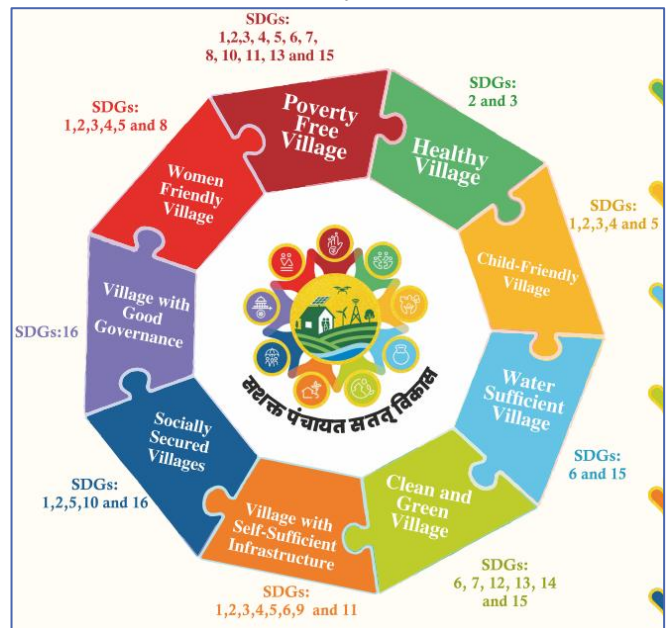 SDGs:
1,2,3, 4, 5, 6, 7,
8, 10, 11, 13 and 15
Poverty
Free
Village
SDGs:
2 and 3
Healthy
Village
SDGs:
1,2,3,4 and 5
Child-Friendly
Village
Water
Sufficient
Village
SDGs:
6 and 15
Clean and
Green
Village
SDGs:
6, 7, 12, 13, 14
and 15
Village with
Self-Sufficient
Infrastructure
SDGs:
1,2,3,4,5,6,9 and 11
Socially
Secured
Villages
SDGs:
1,2,5,10 and 16
Village with
Good
Governance
SDGs:16
Women
Friendly
Village
SDGs:
1,2,3,4,5 and 8
सशक्त पंचायत सतत् विकास